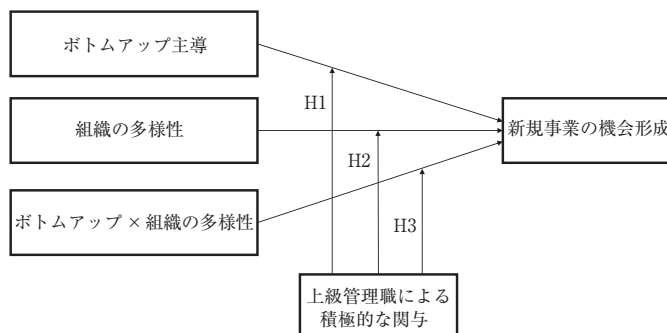 ボトムアップ主導
H1
組織の多様性
新規事業の機会形成
H2
ボトムアップ × 組織の多様性
H3
上級管理職による
積極的な関与